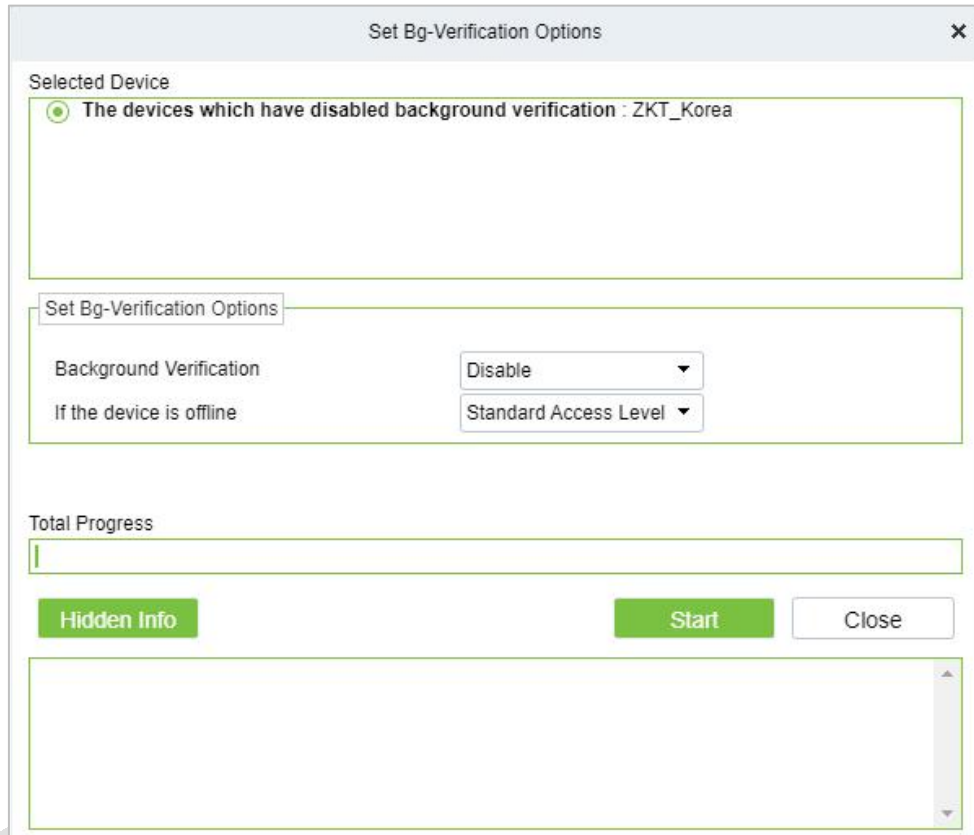 Set Bg-Verification Options
Selected Device
The devices which have disabled background verification : ZKT_Korea
Set Bg-Verification Options
Background Verification Disable
If the device is offline Standard Access Level
Total Progress
Hidden Info Start Close